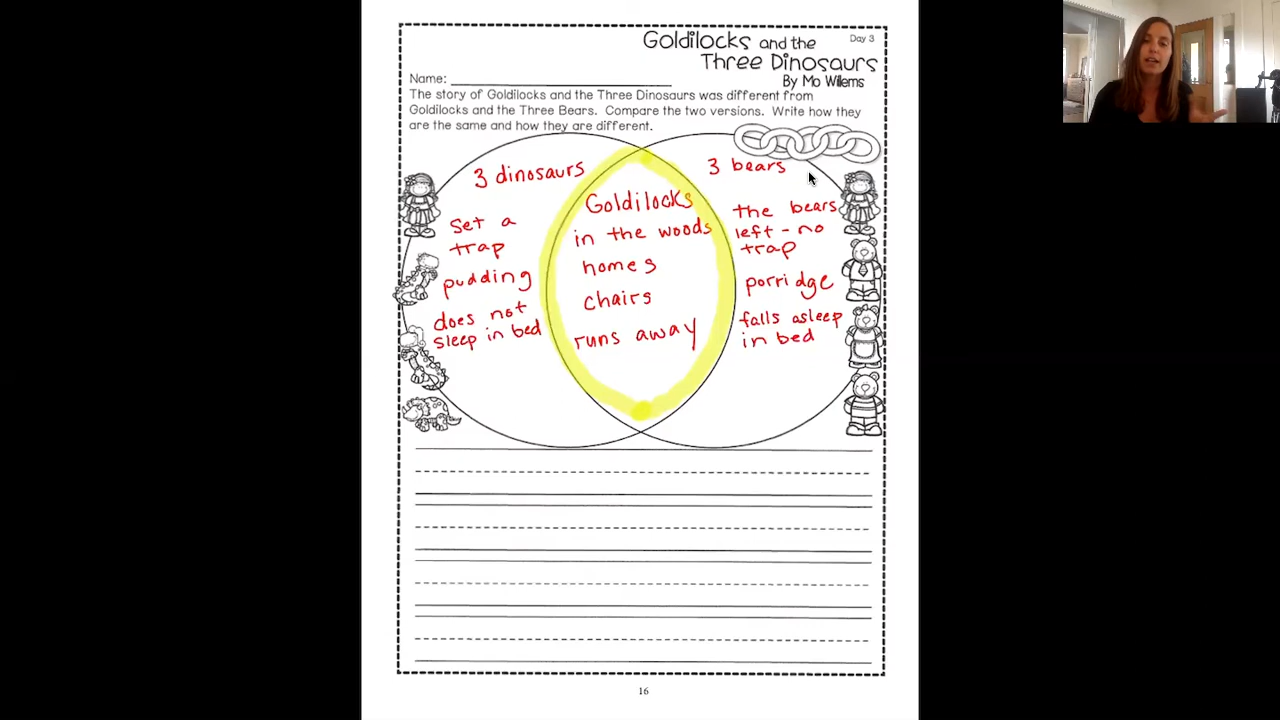 Goldilocks and the
Day 3
Three Dinosaurs
By Mo Willems
Name:
The story of Goldilocks and the Three Dinosaurs was different from
Goldilocks and the Three Bears. Compare the two versions. Write how they
are the same and how they are different.
3 dinosaurs
set a
trap
pudding
does not
sleep in bed
Goldilocks
in the woods
homes
chairs
runs away
3 bears
the bears
left - no
trap
porridge
falls asleep
in bed
16